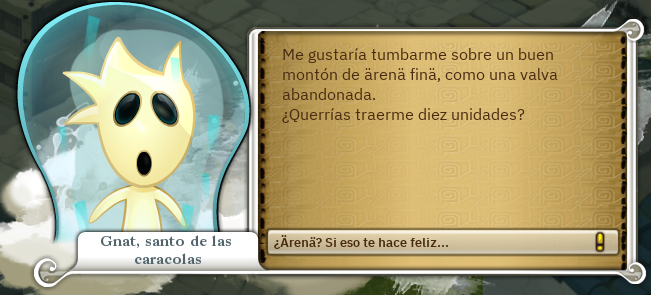 Me gustaría tumbarme sobre un buen
montón de ärenä finä, como una valva
abandonada.
¿Querrías traerme diez unidades?
Gnat, santo de las
caracolas
¿Ärenä? Si eso te hace feliz...